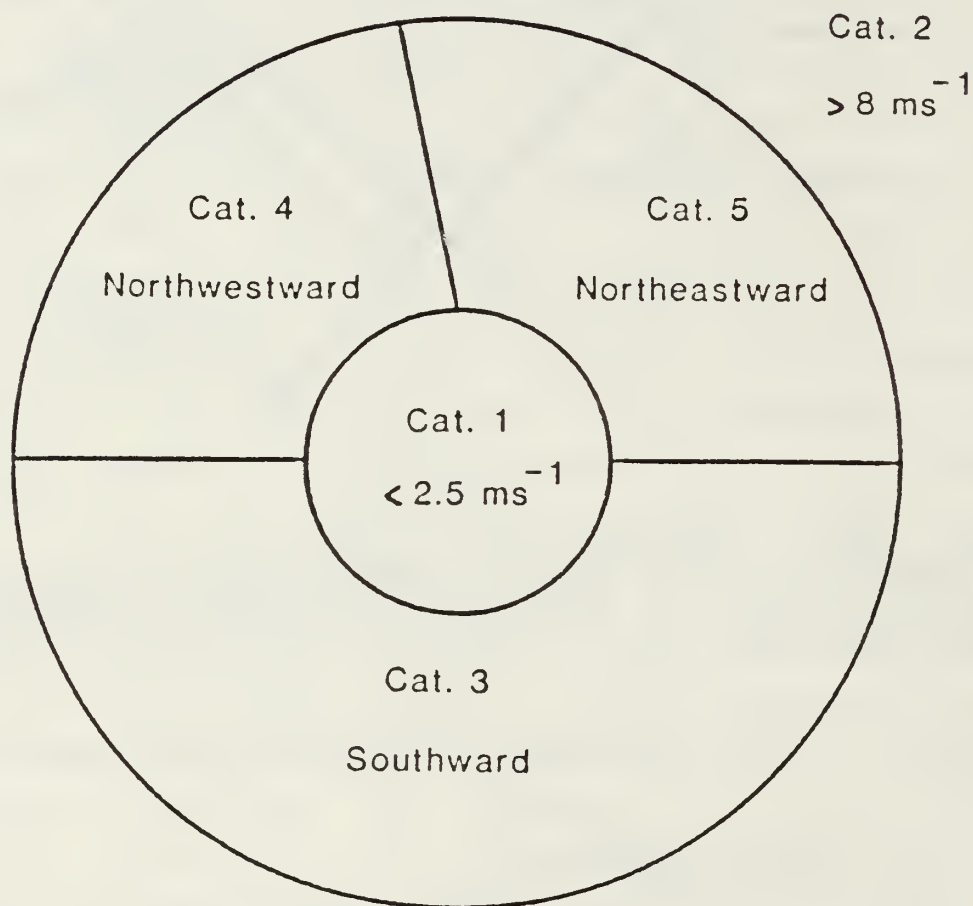 Cat. 2
> 8 ms⁻¹
Cat. 4
Northwestward
Cat. 5
Northeastward
Cat. 1
< 2.5 ms⁻¹
Cat. 3
Southward